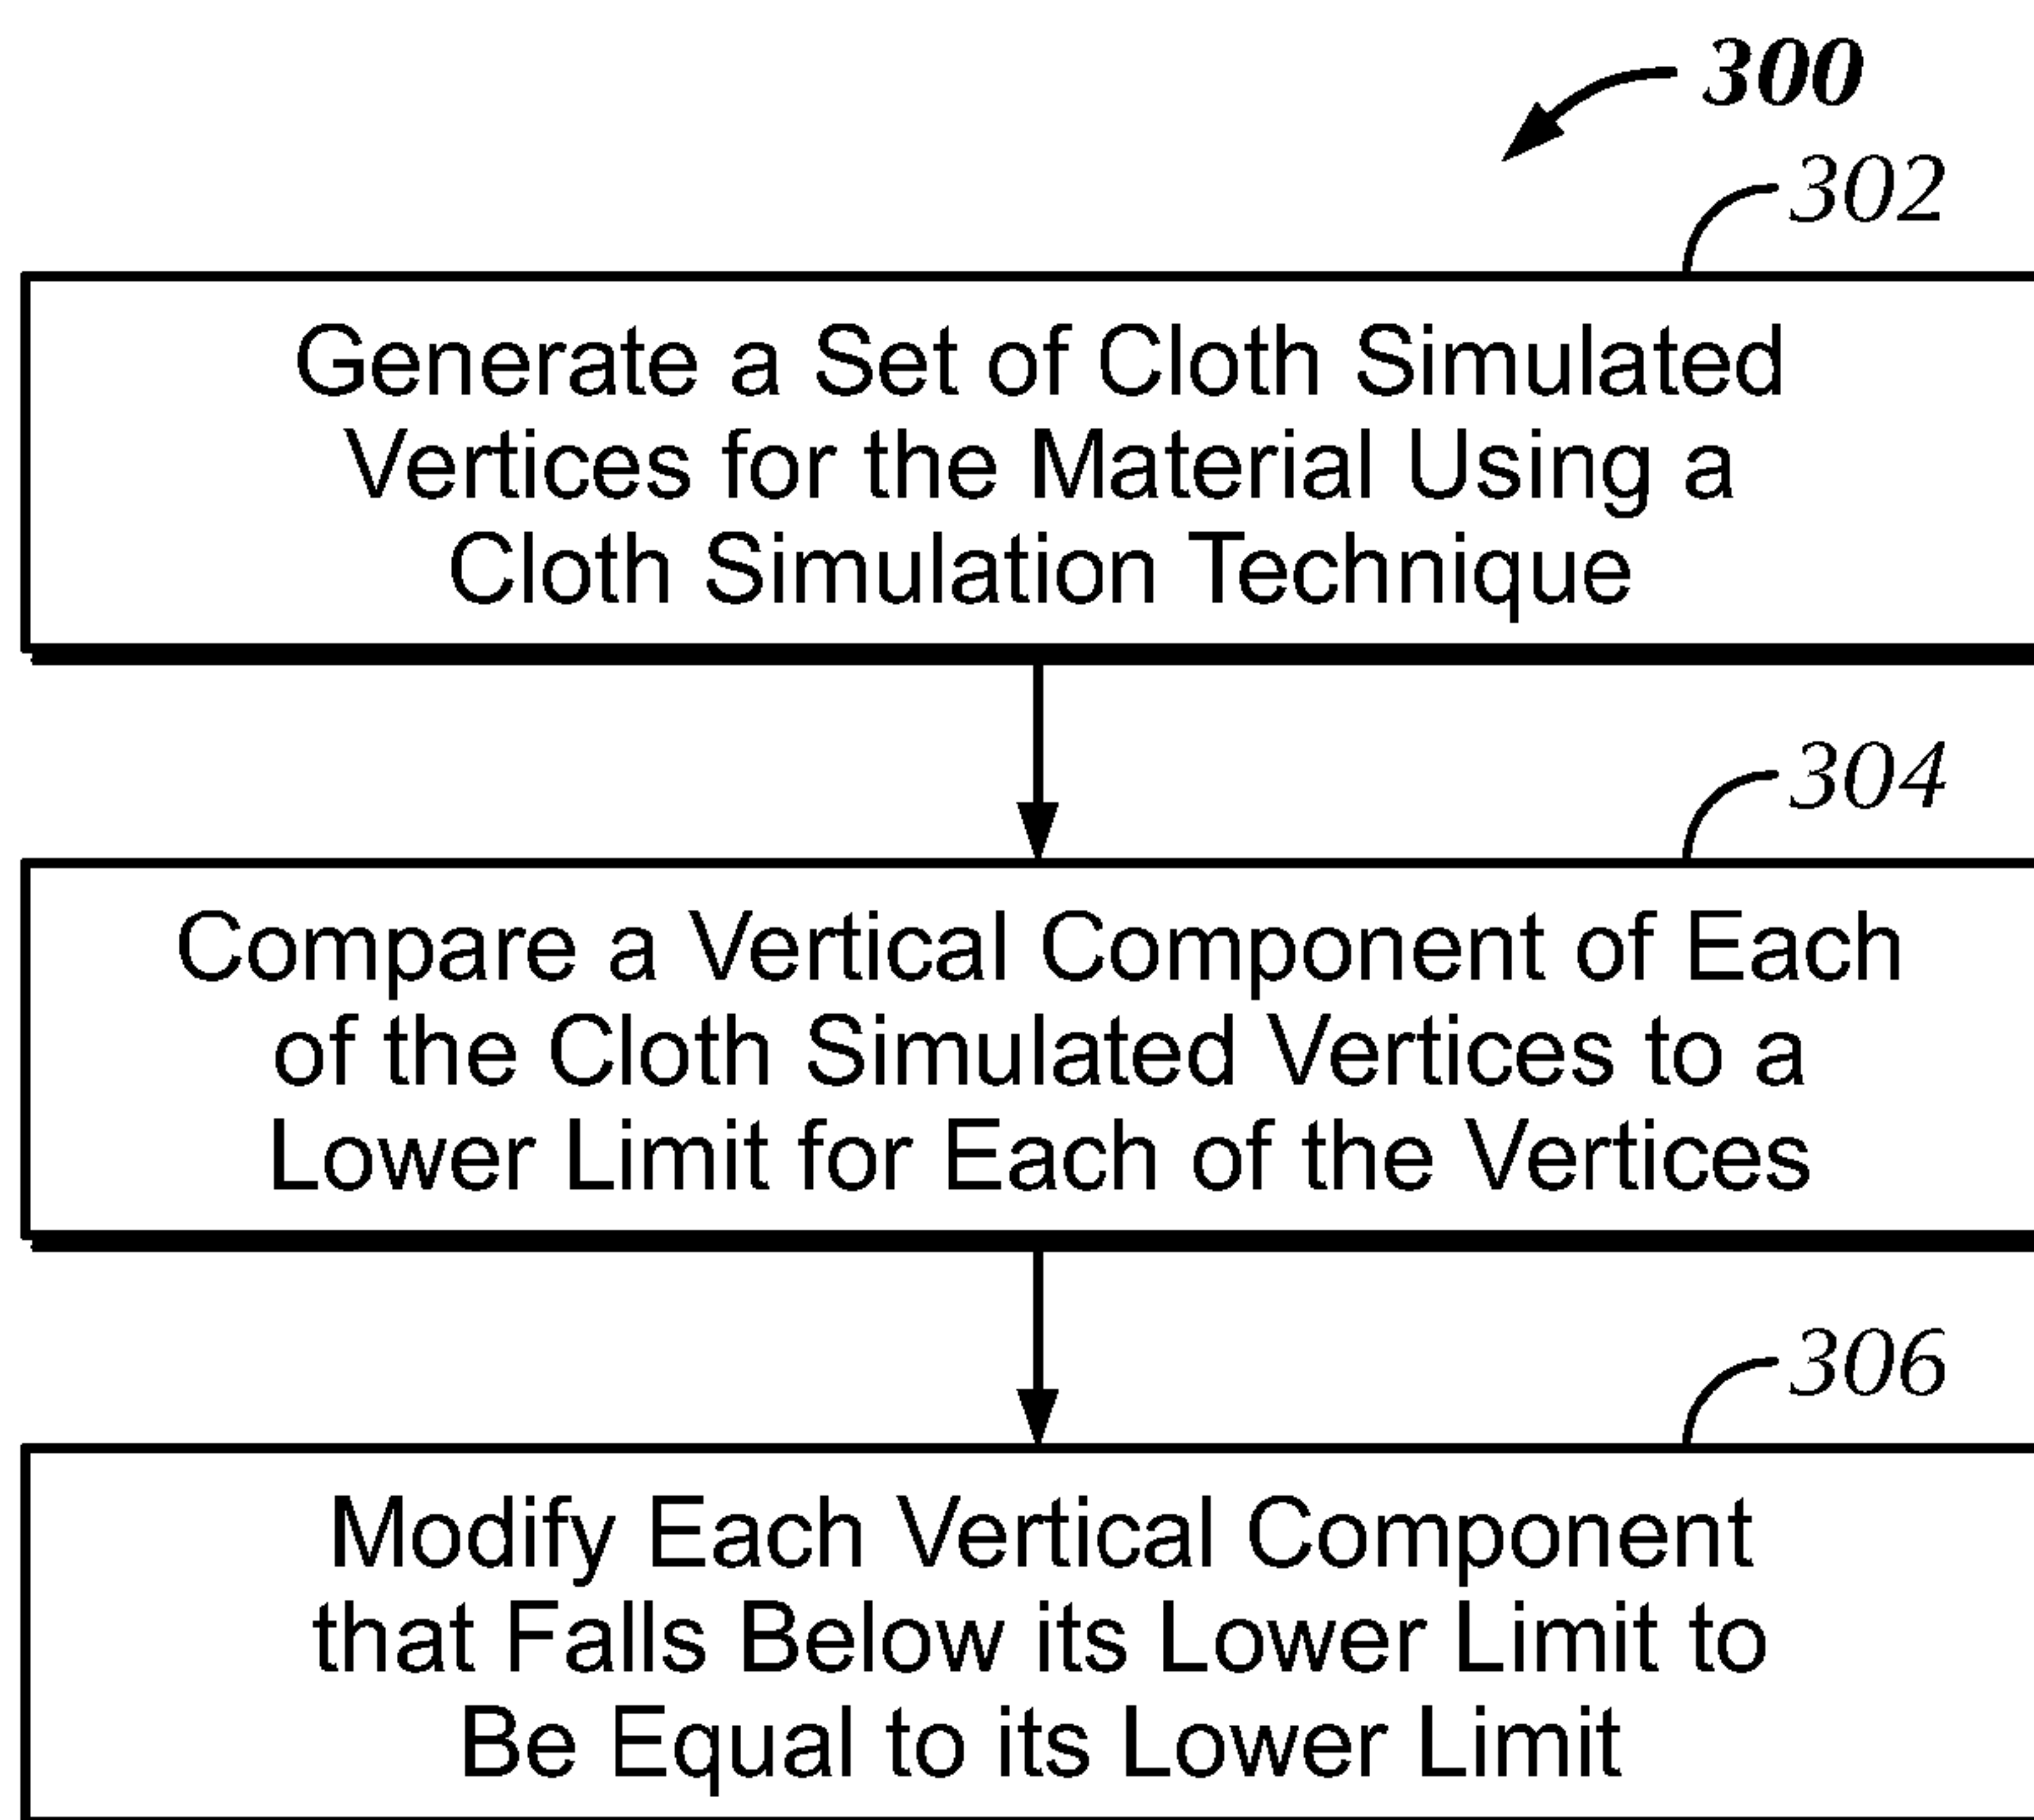 300
302
Generate a Set of Cloth Simulated
Vertices for the Material Using a
Cloth Simulation Technique
304
Compare a Vertical Component of Each
of the Cloth Simulated Vertices to a
Lower Limit for Each of the Vertices
306
Modify Each Vertical Component
that Falls Below its Lower Limit to
Be Equal to its Lower Limit